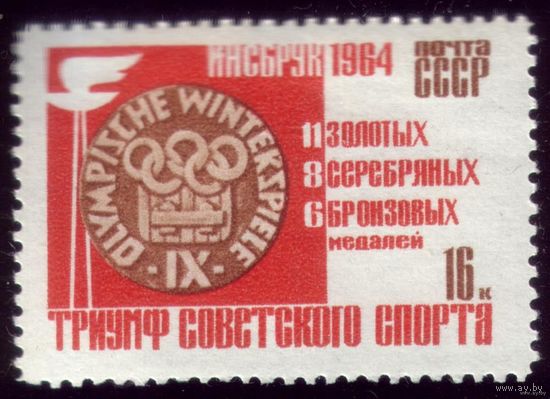 ИНСБРУК 1964
ПОЧТА
СССР
11 ЗОЛОТЫХ
8 СЕРЕБРЯНЫХ
6 БРОНЗОВЫХ
МЕДАЛЕЙ
OLYMPISCHE WINTERSPIELE
· IX ·
16 К
ТРИУМФ СОВЕТСКОГО СПОРТА
www.ay.by